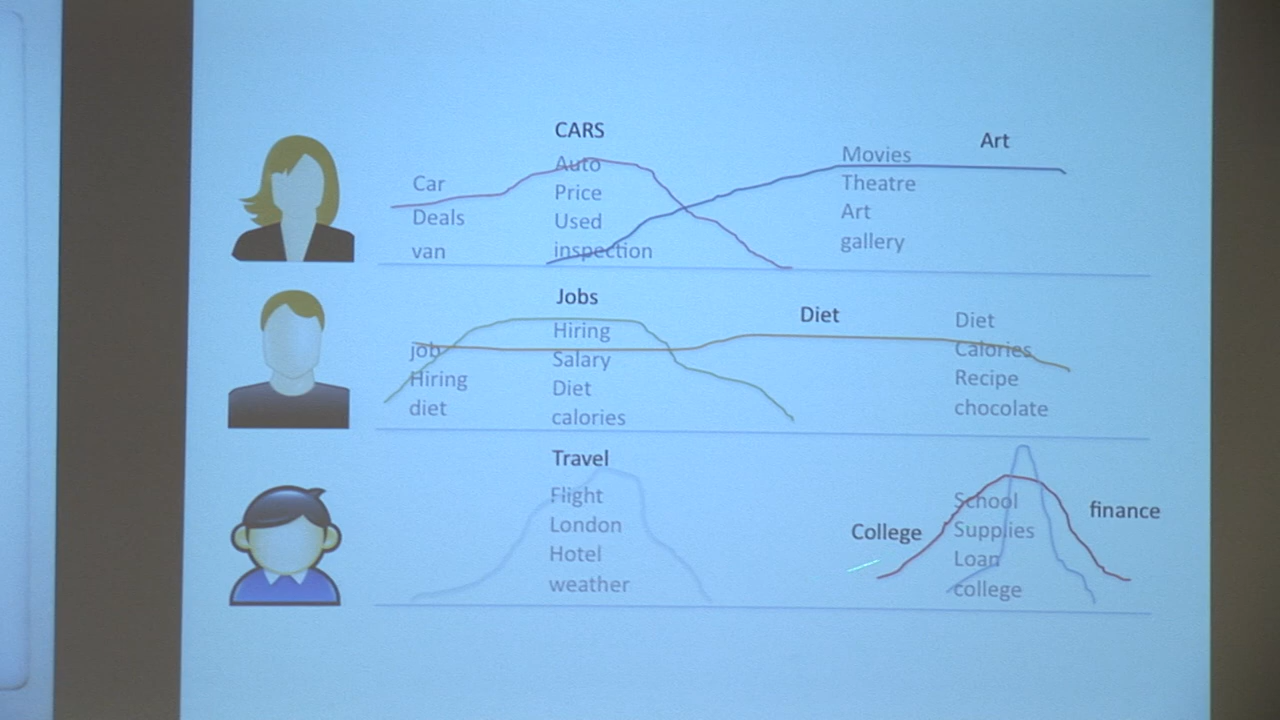 CARS
Car
Deals
van
Auto
Price
Used
inspection
Movies
Theatre
Art
gallery
Art
Jobs
job
Hiring
diet
Hiring
Salary
Diet
calories
Diet
Diet
Calories
Recipe
chocolate
Travel
Flight
London
Hotel
weather
College
School
Supplies
Loan
college
finance